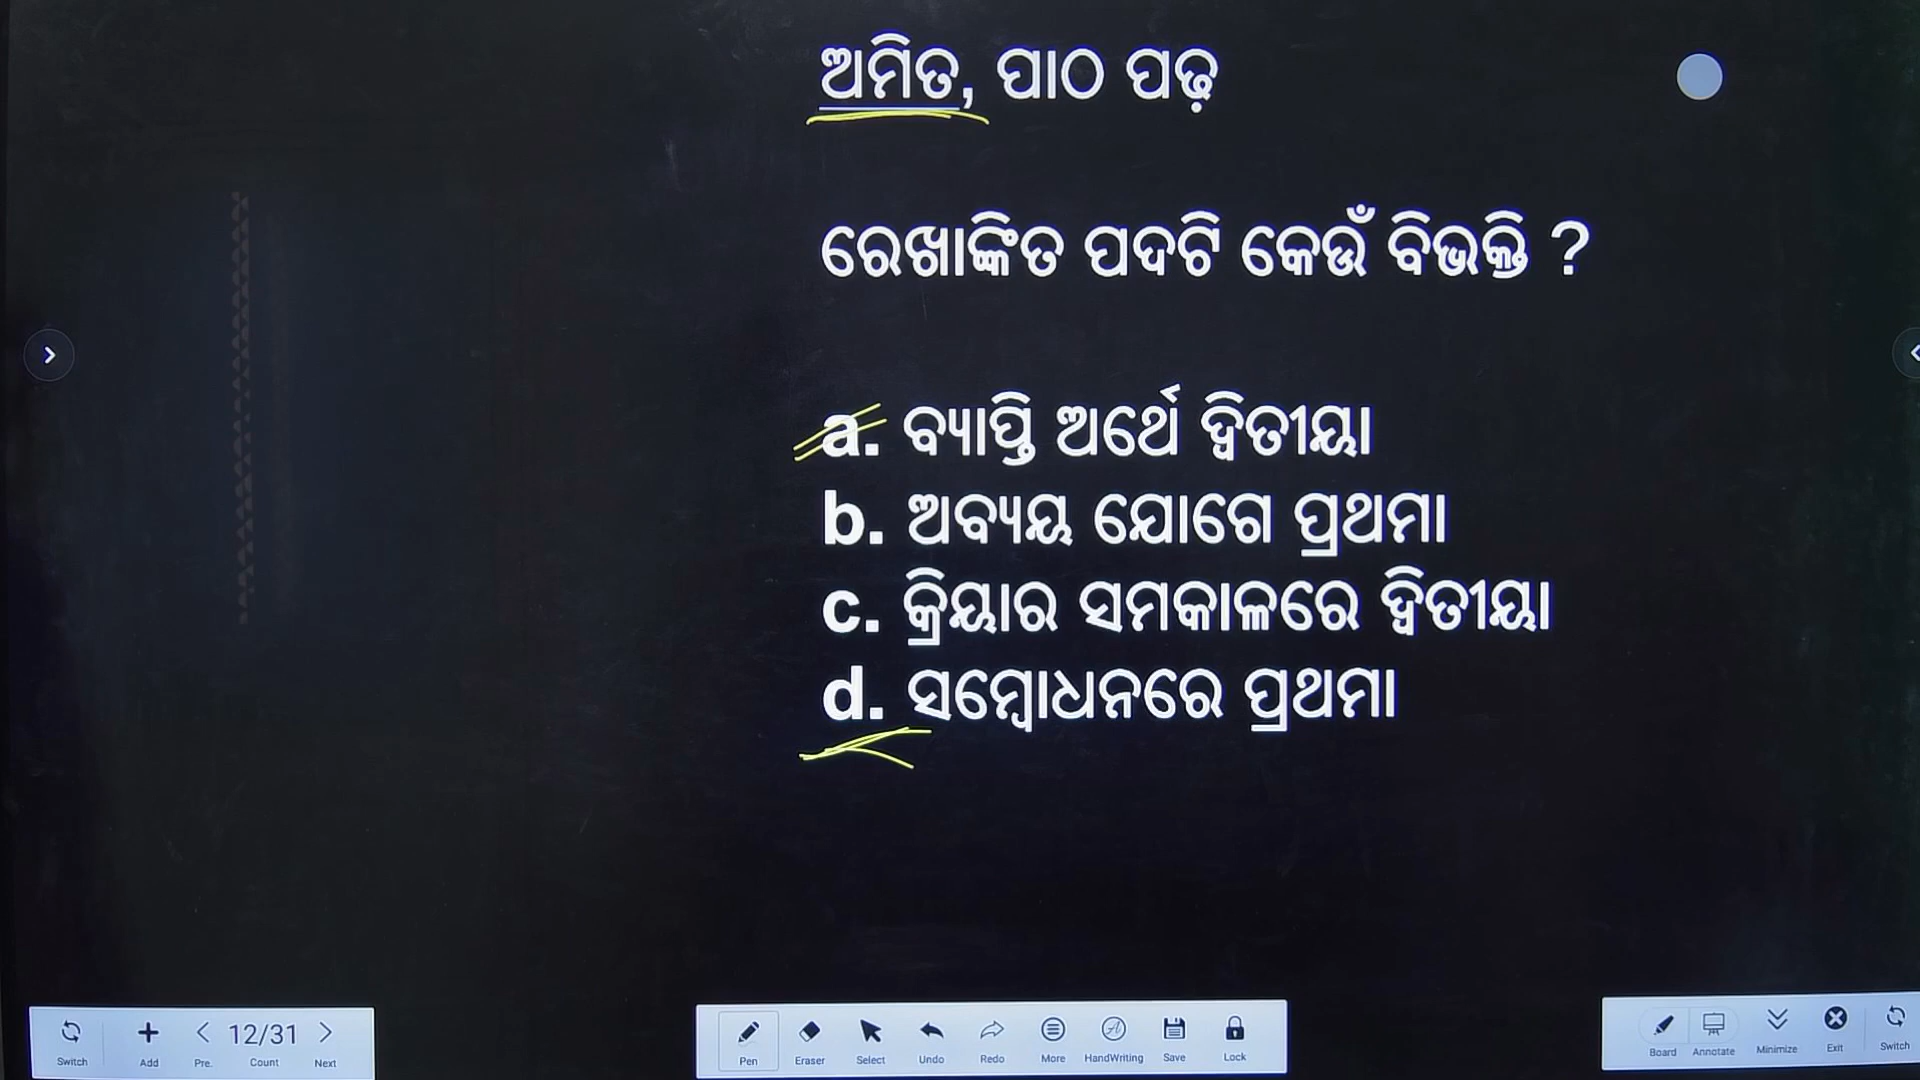 ଅମିତ, ପାଠ ପଢ଼
ରେଖାଙ୍କିତ ପଦଟି କେଉଁ ବିଭକ୍ତି ?
a. ବ୍ୟାପ୍ତି ଅର୍ଥେ ଦ୍ଵିତୀୟା
b. ଅବ୍ୟୟ ଯୋଗେ ପ୍ରଥମା
c. କ୍ରିୟାର ସମକାଳରେ ଦ୍ଵିତୀୟା
d. ସମ୍ବୋଧନରେ ପ୍ରଥମା
12/31
Switch Add Pre. Count Next
Pen Eraser Select Undo Redo More HandWriting Save Lock
Board Annotate Minimize Exit Switch